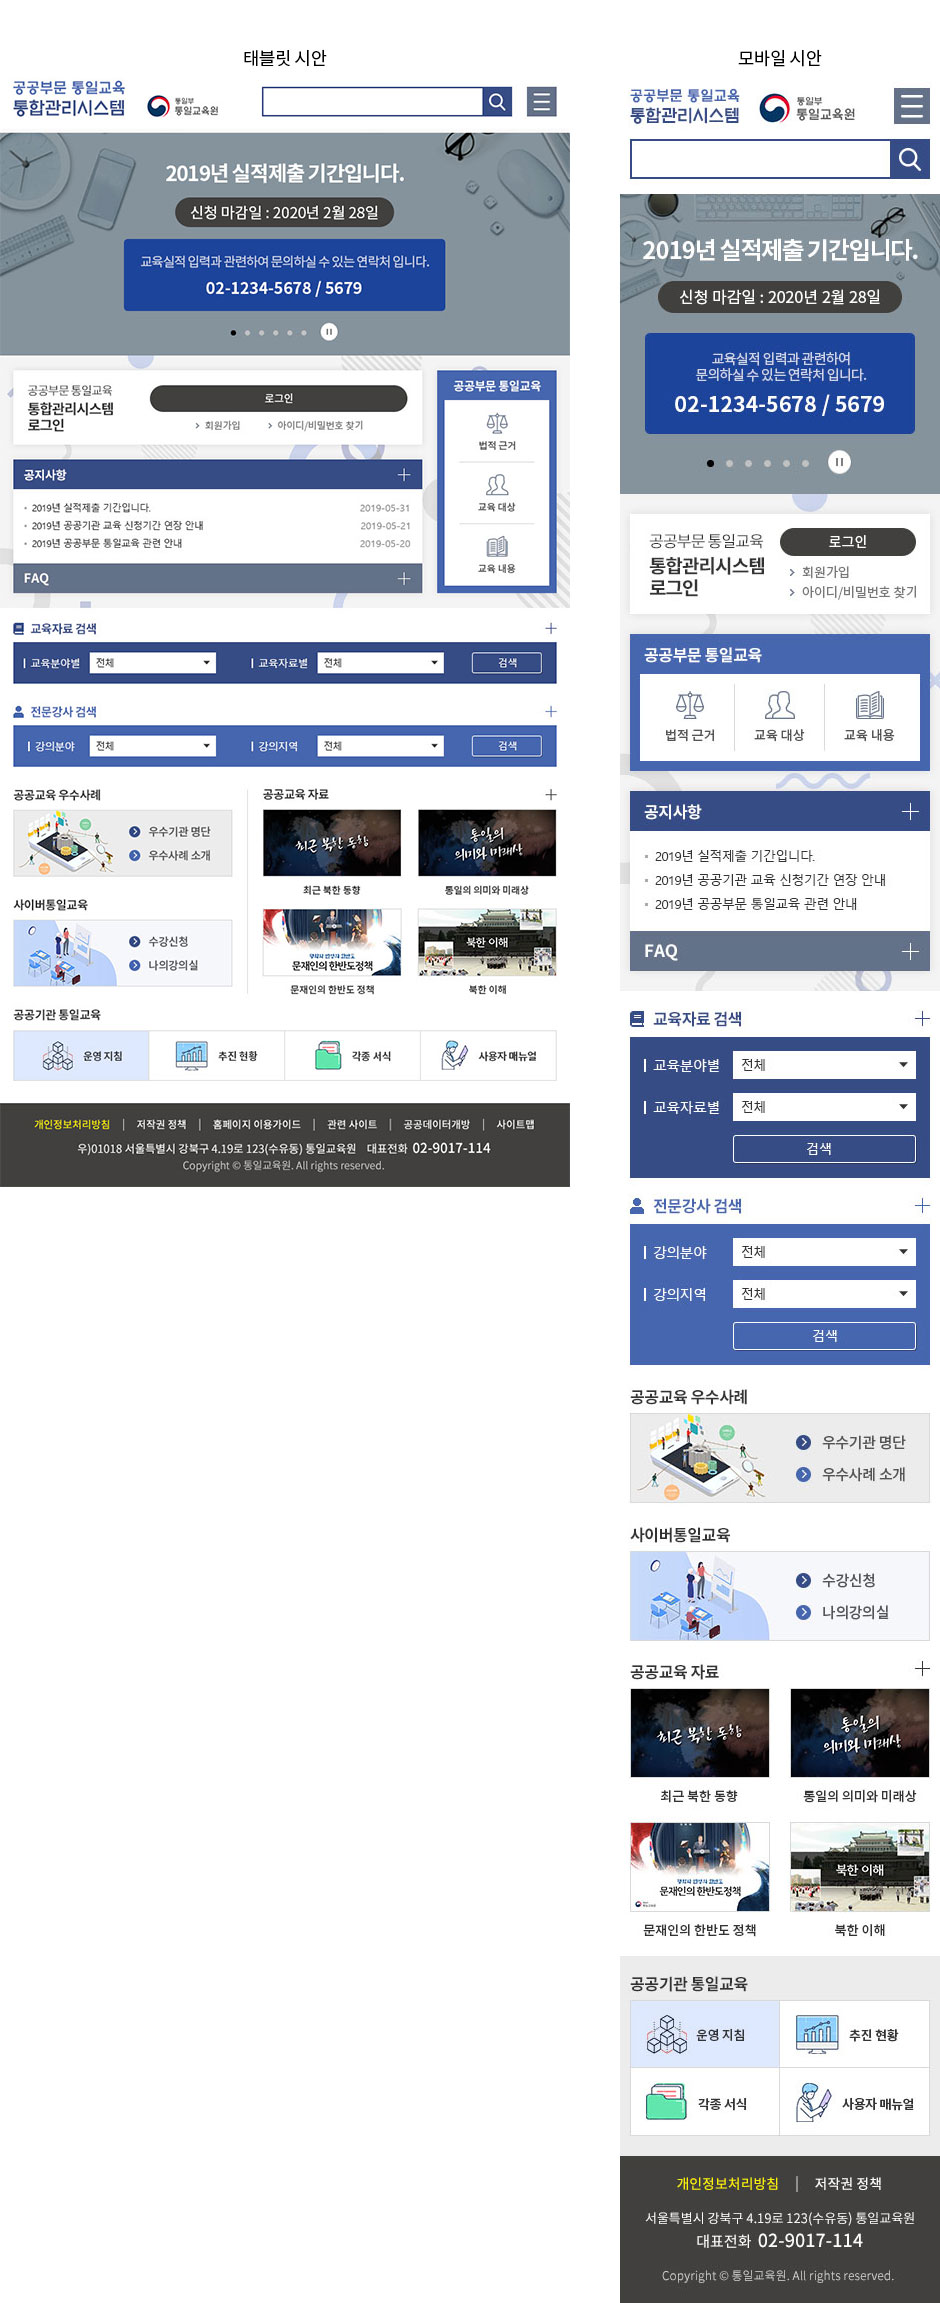 태블릿 시안
공공부문 통일교육
통합관리시스템
통일부
통일교육원
2019년 실적제출 기간입니다.
신청 마감일 : 2020년 2월 28일
교육실적 입력과 관련하여 문의하실 수 있는 연락처 입니다.
02-1234-5678 / 5679
공공부문 통일교육
통합관리시스템
로그인
로그인
회원가입
아이디/비밀번호 찾기
공공부문 통일교육
법적 근거
교육 대상
교육 내용
공지사항
2019년 실적제출 기간입니다. 2019-05-31
2019년 공공기관 교육 신청기간 연장 안내 2019-05-21
2019년 공공부문 통일교육 관련 안내 2019-05-20
FAQ
교육자료 검색
교육분야별 전체 교육자료별 전체 검색
전문강사 검색
강의분야 전체 강의지역 전체 검색
공공교육 우수사례
우수기관 명단
우수사례 소개
사이버통일교육
수강신청
나의강의실
공공교육 자료
최근 북한 동향
통일의
의미와 미래상
최근 북한 동향
통일의 의미와 미래상
문재인의 한반도정책
북한 이해
문재인의 한반도 정책
북한 이해
공공기관 통일교육
운영 지침
추진 현황
각종 서식
사용자 매뉴얼
개인정보처리방침 | 저작권 정책 | 홈페이지 이용가이드 | 관련 사이트 | 공공데이터개방 | 사이트맵
우)01018 서울특별시 강북구 4.19로 123(수유동) 통일교육원 대표전화 02-9017-114
Copyright © 통일교육원. All rights reserved.
모바일 시안
공공부문 통일교육
통합관리시스템
통일부
통일교육원
2019년 실적제출 기간입니다.
신청 마감일 : 2020년 2월 28일
교육실적 입력과 관련하여
문의하실 수 있는 연락처 입니다.
02-1234-5678 / 5679
공공부문 통일교육
통합관리시스템
로그인
로그인
회원가입
아이디/비밀번호 찾기
공공부문 통일교육
법적 근거
교육 대상
교육 내용
공지사항
2019년 실적제출 기간입니다.
2019년 공공기관 교육 신청기간 연장 안내
2019년 공공부문 통일교육 관련 안내
FAQ
교육자료 검색
교육분야별 전체
교육자료별 전체
검색
전문강사 검색
강의분야 전체
강의지역 전체
검색
공공교육 우수사례
우수기관 명단
우수사례 소개
사이버통일교육
수강신청
나의강의실
공공교육 자료
최근 북한 동향
통일의
의미와 미래상
최근 북한 동향
통일의 의미와 미래상
문재인의 한반도정책
북한 이해
문재인의 한반도 정책
북한 이해
공공기관 통일교육
운영 지침
추진 현황
각종 서식
사용자 매뉴얼
개인정보처리방침 | 저작권 정책
서울특별시 강북구 4.19로 123(수유동) 통일교육원
대표전화 02-9017-114
Copyright © 통일교육원. All rights reserved.